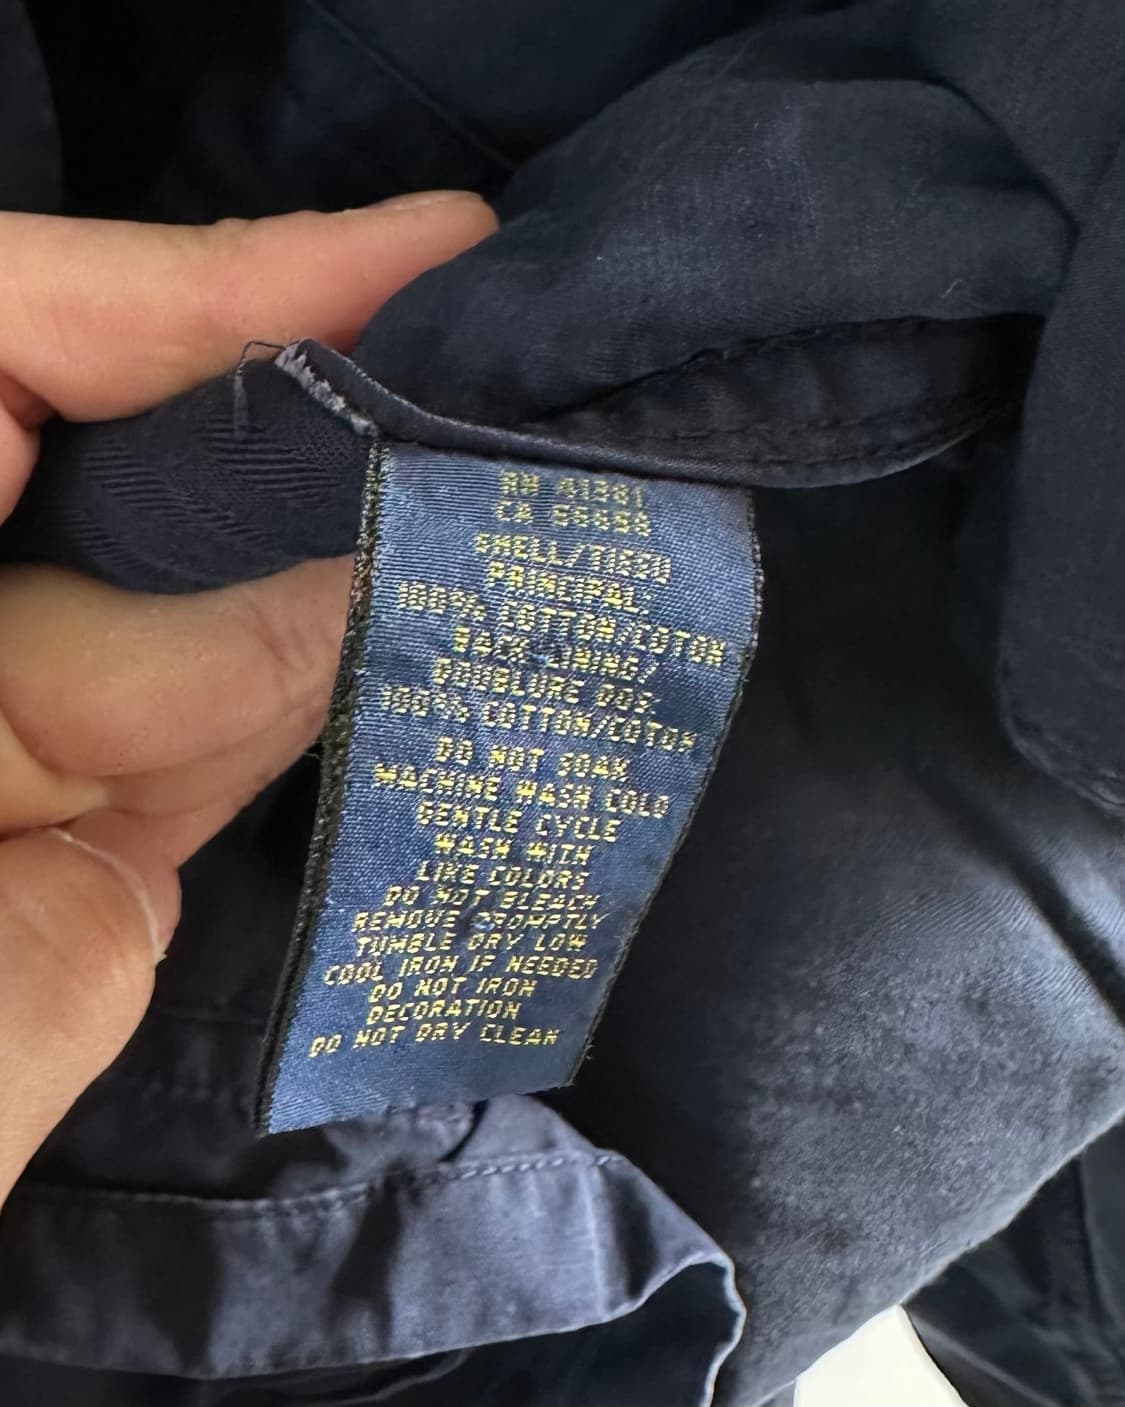 RN 41381
CA 56658
SHELL/TISSU
PRINCIPAL:
100% COTTON/COTON
BACK LINING/
DOUBLURE DOS:
100% COTTON/COTON
DO NOT SOAK
MACHINE WASH COLD
GENTLE CYCLE
WASH WITH
LIKE COLORS
DO NOT BLEACH
REMOVE PROMPTLY
TUMBLE DRY LOW
COOL IRON IF NEEDED
DO NOT IRON
DECORATION
DO NOT DRY CLEAN